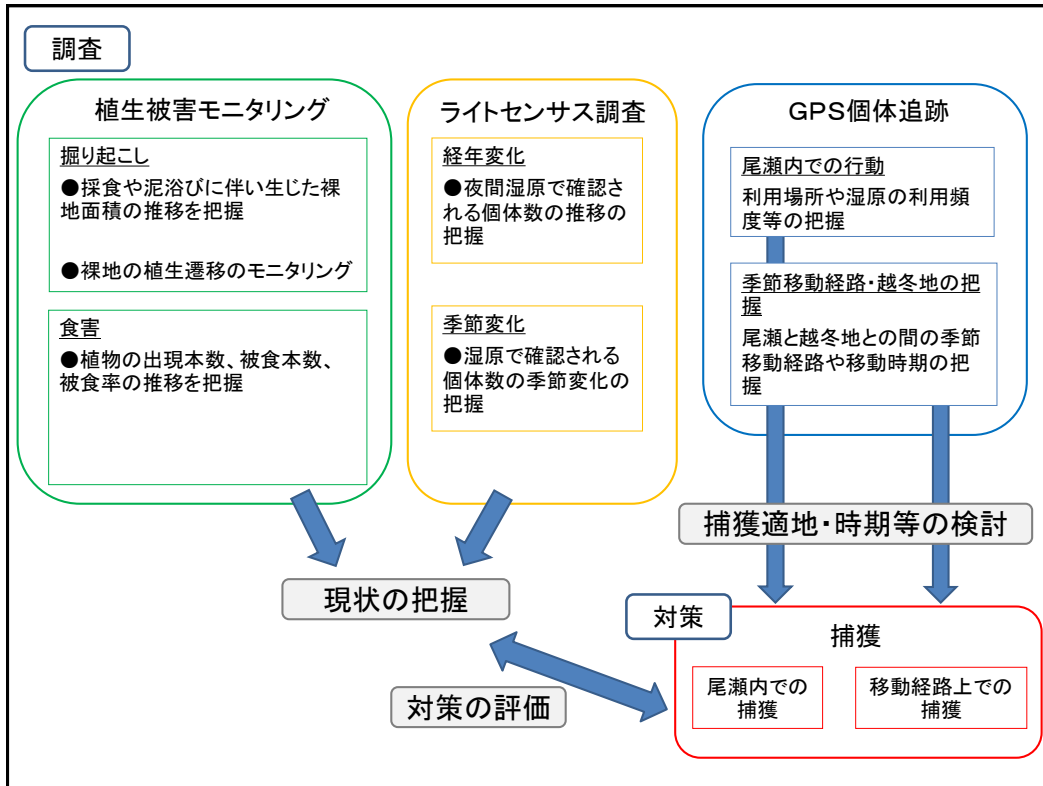 調査
植生被害モニタリング
掘り起こし
●採食や泥浴びに伴い生じた裸
地面積の推移を把握
●裸地の植生遷移のモニタリング
食害
●植物の出現本数、被食本数、
被食率の推移を把握
ライトセンサス調査
経年変化
●夜間湿原で確認さ
れる個体数の推移の
把握
季節変化
●湿原で確認される
個体数の季節変化の
把握
GPS個体追跡
尾瀬内での行動
利用場所や湿原の利用頻
度等の把握
季節移動経路・越冬地の把
握
尾瀬と越冬地との間の季節
移動経路や移動時期の把
握
捕獲適地・時期等の検討
現状の把握
対策の評価
対策
捕獲
尾瀬内での
捕獲
移動経路上での
捕獲